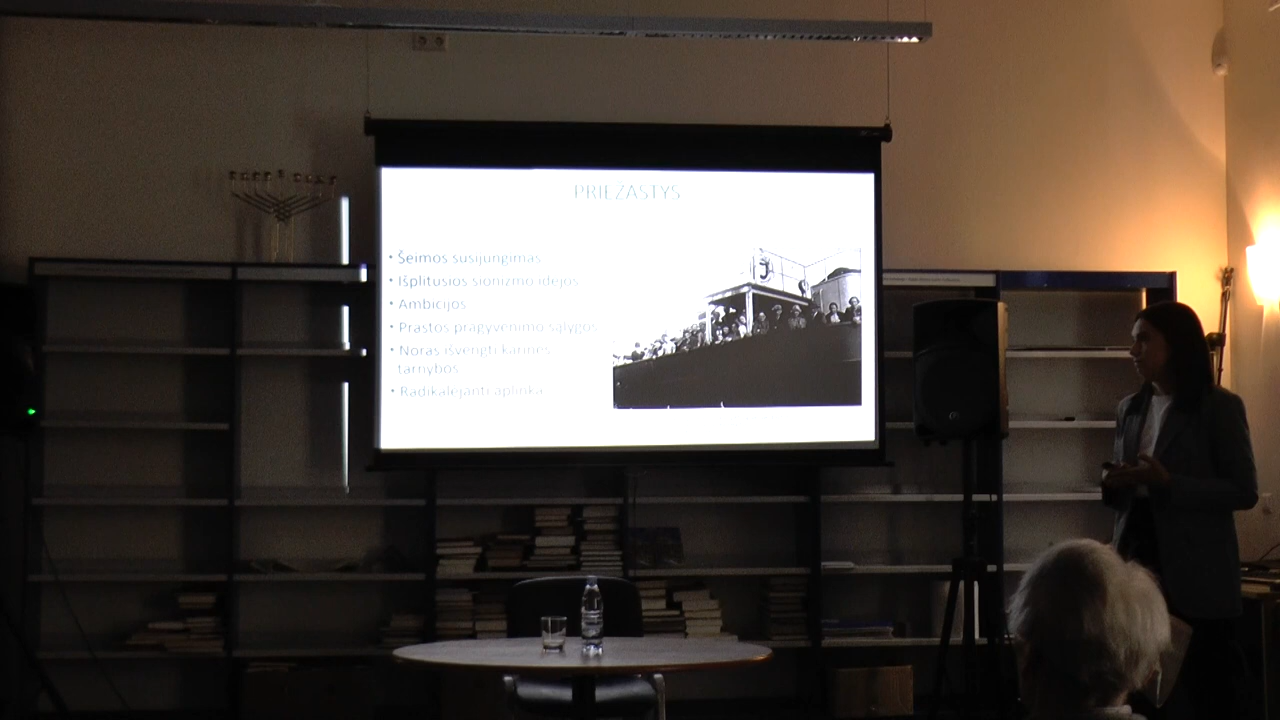 PRIEŽASTYS
• Šeimos susijungimas
• Išplitusios sionizmo idėjos
• Ambicijos
• Prastos pragyvenimo sąlygos
• Noras išvengti karinės
tarnybos
• Radikalėjanti aplinka